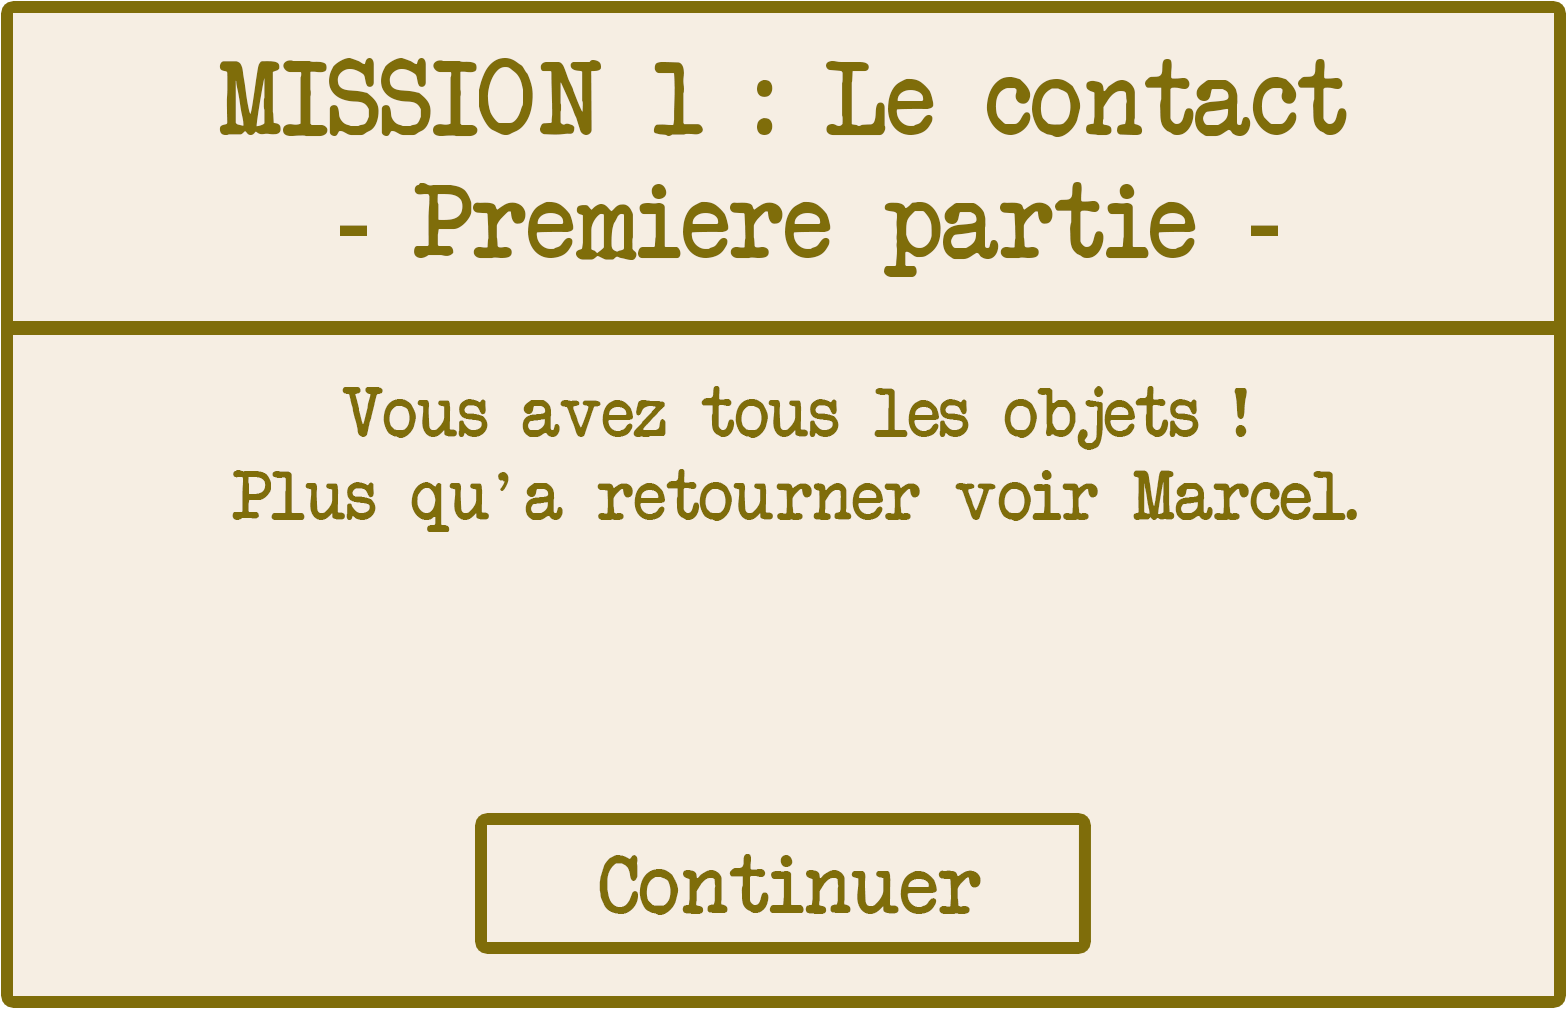 MISSION 1 : Le contact
- Premiere partie -
Vous avez tous les objets !
Plus qu'a retourner voir Marcel.
Continuer